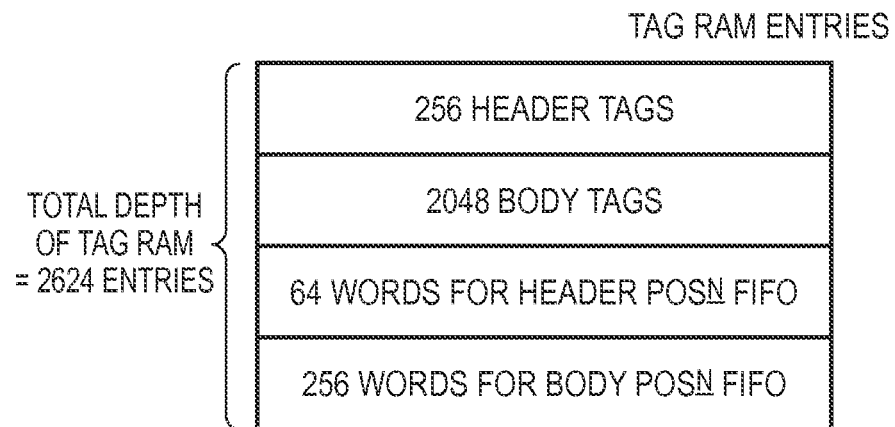 TAG RAM ENTRIES
256 HEADER TAGS
2048 BODY TAGS
TOTAL DEPTH
OF TAG RAM
= 2624 ENTRIES
64 WORDS FOR HEADER POSN FIFO
256 WORDS FOR BODY POSN FIFO